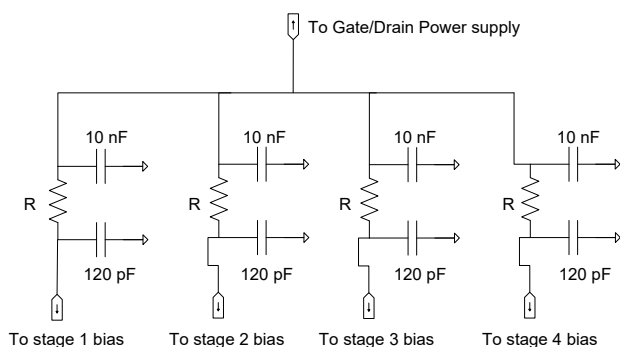 To Gate/Drain Power supply
10 nF
10 nF
10 nF
10 nF
R
R
R
R
120 pF
120 pF
120 pF
120 pF
To stage 1 bias
To stage 2 bias
To stage 3 bias
To stage 4 bias